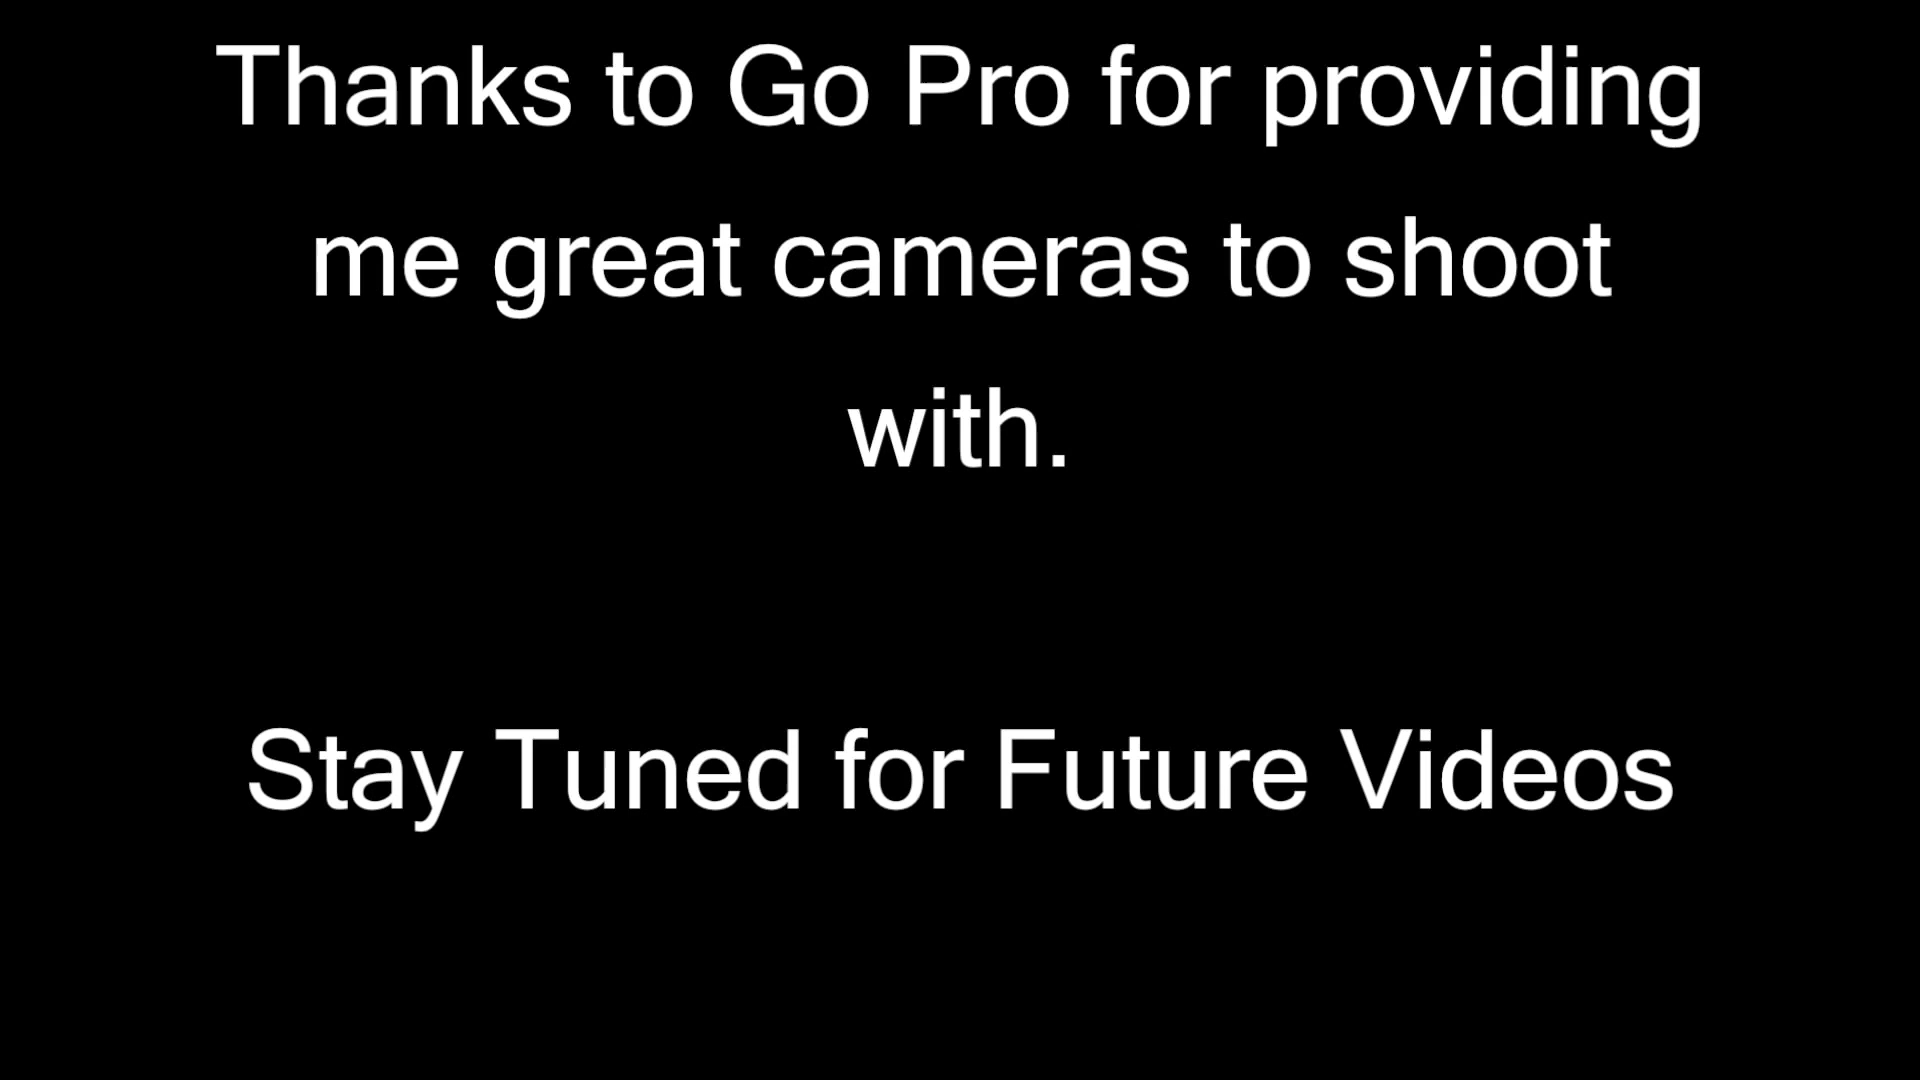 Thanks to Go Pro for providing
me great cameras to shoot
with.
Stay Tuned for Future Videos